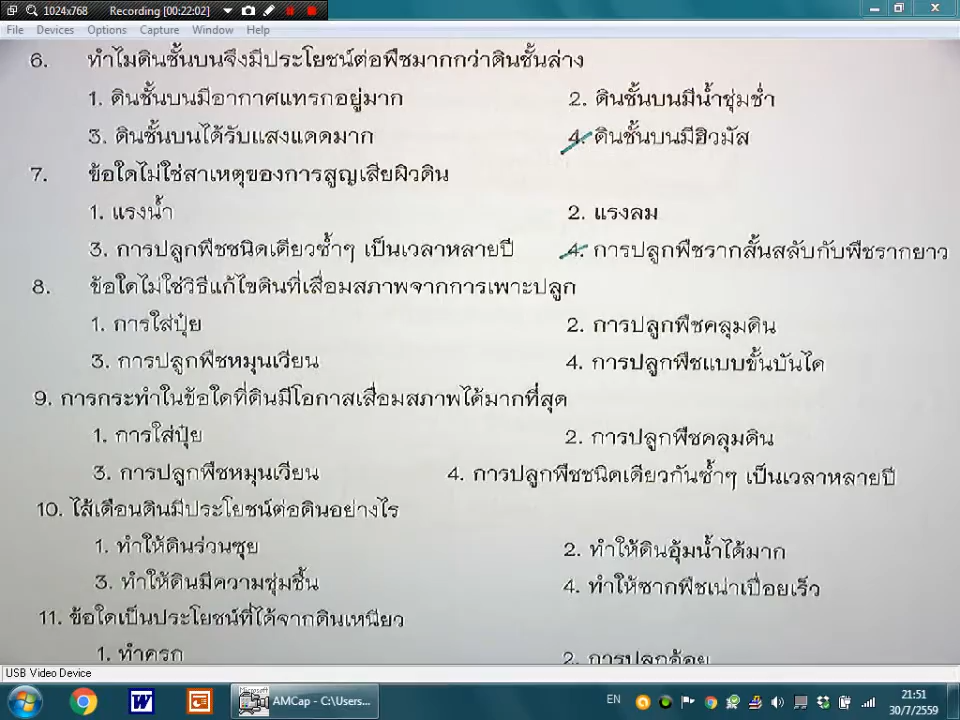 1024x768 Recording [00:22:02]
File Devices Options Capture Window Help
6. ทำไมดินชั้นบนจึงมีประโยชน์ต่อพืชมากกว่าดินชั้นล่าง
1. ดินชั้นบนมีอากาศแทรกอยู่มาก 2. ดินชั้นบนมีน้ำชุ่มช่ำ
3. ดินชั้นบนได้รับแสงแดดมาก 4. ดินชั้นบนมีฮิวมัส
7. ข้อใดไม่ใช่สาเหตุของการสูญเสียผิวดิน
1. แรงน้ำ 2. แรงลม
3. การปลูกพืชชนิดเดียวซ้ำๆ เป็นเวลาหลายปี 4. การปลูกพืชรากสั้นสลับกับพืชรากยาว
8. ข้อใดไม่ใช่วิธีแก้ไขดินที่เสื่อมสภาพจากการเพาะปลูก
1. การใส่ปุ๋ย 2. การปลูกพืชคลุมดิน
3. การปลูกพืชหมุนเวียน 4. การปลูกพืชแบบขั้นบันได
9. การกระทำในข้อใดที่ดินมีโอกาสเสื่อมสภาพได้มากที่สุด
1. การใส่ปุ๋ย 2. การปลูกพืชคลุมดิน
3. การปลูกพืชหมุนเวียน 4. การปลูกพืชชนิดเดียวกันซ้ำๆ เป็นเวลาหลายปี
10. ไส้เดือนดินมีประโยชน์ต่อดินอย่างไร
1. ทำให้ดินร่วนซุย 2. ทำให้ดินอุ้มน้ำได้มาก
3. ทำให้ดินมีความชุ่มชื้น 4. ทำให้ซากพืชเน่าเปื่อยเร็ว
11. ข้อใดเป็นประโยชน์ที่ได้จากดินเหนียว
1. ทำครก 2. การปลูกอ้อย
USB Video Device
AMCap - C:\Users... EN 21:51
30/7/2559